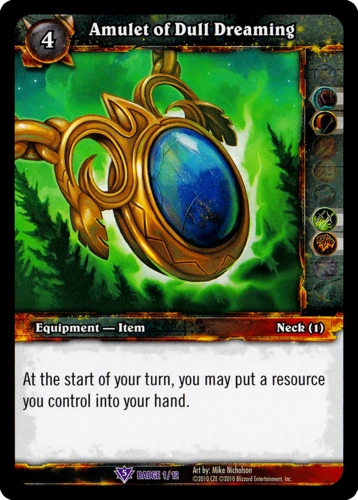 4
Amulet of Dull Dreaming
Equipment — Item
Neck (1)
At the start of your turn, you may put a resource
you control into your hand.
5
BADGE 1/12
Art by: Mike Nicholson
©2010 CZE ©2010 Blizzard Entertainment, Inc.